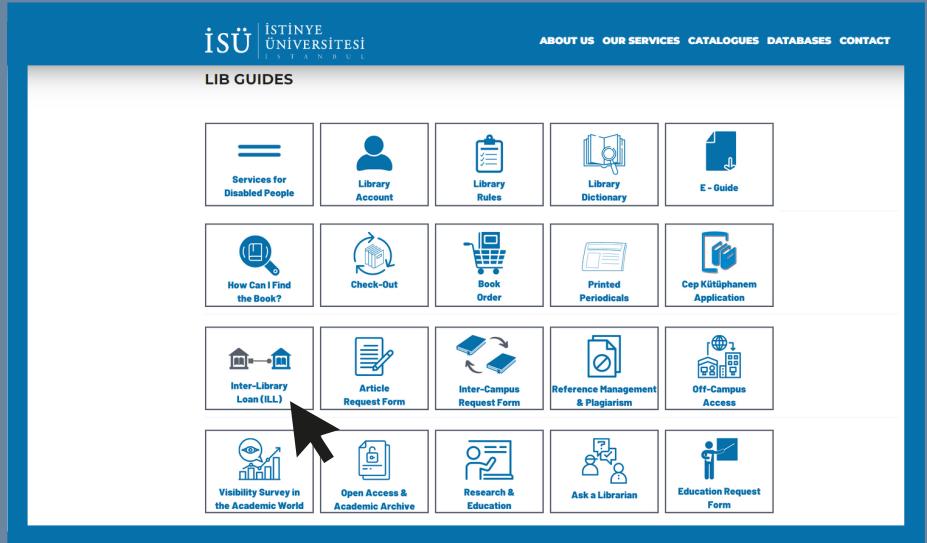 İSÜ
İSTİNYE
ÜNİVERSİTESİ
İSTANBUL
ABOUT US OUR SERVICES CATALOGUES DATABASES CONTACT
LIB GUIDES
Services for
Disabled People
Library
Account
Library
Rules
Library
Dictionary
E - Guide
How Can I Find
the Book?
Check-Out
Book
Order
Printed
Periodicals
Cep Kütüphanem
Application
Inter-Library
Loan (ILL)
Article
Request Form
Inter-Campus
Request Form
Reference Management
& Plagiarism
Off-Campus
Access
Visibility Survey in
the Academic World
Open Access &
Academic Archive
Research &
Education
Ask a Librarian
Education Request
Form